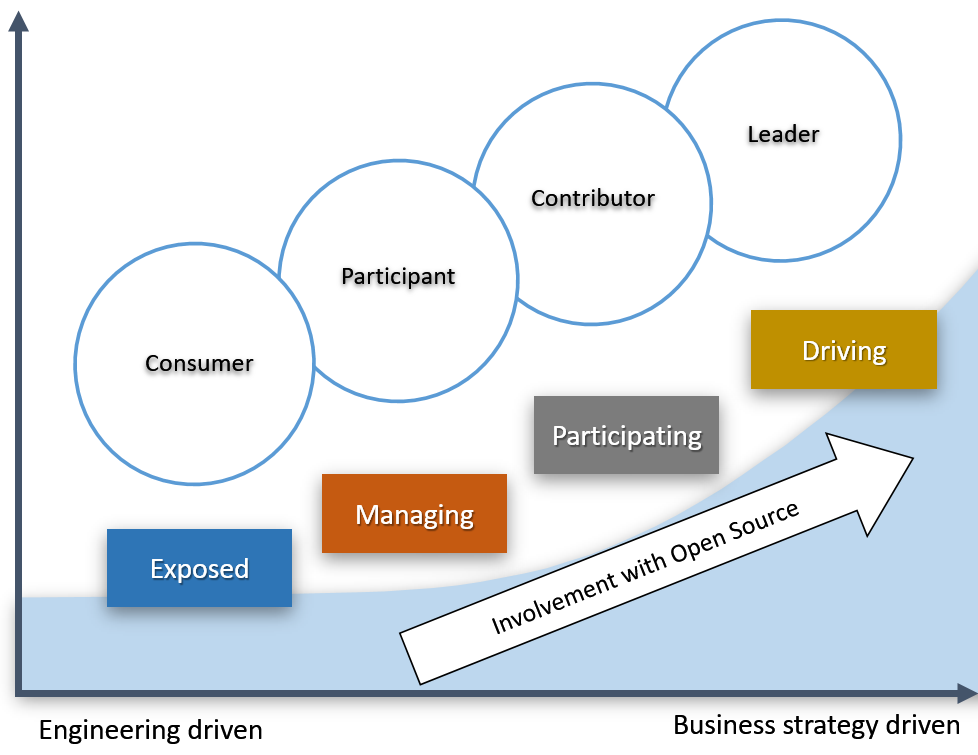 Leader
Contributor
Participant
Consumer
Driving
Participating
Managing
Exposed
Involvement with Open Source
Engineering driven
Business strategy driven